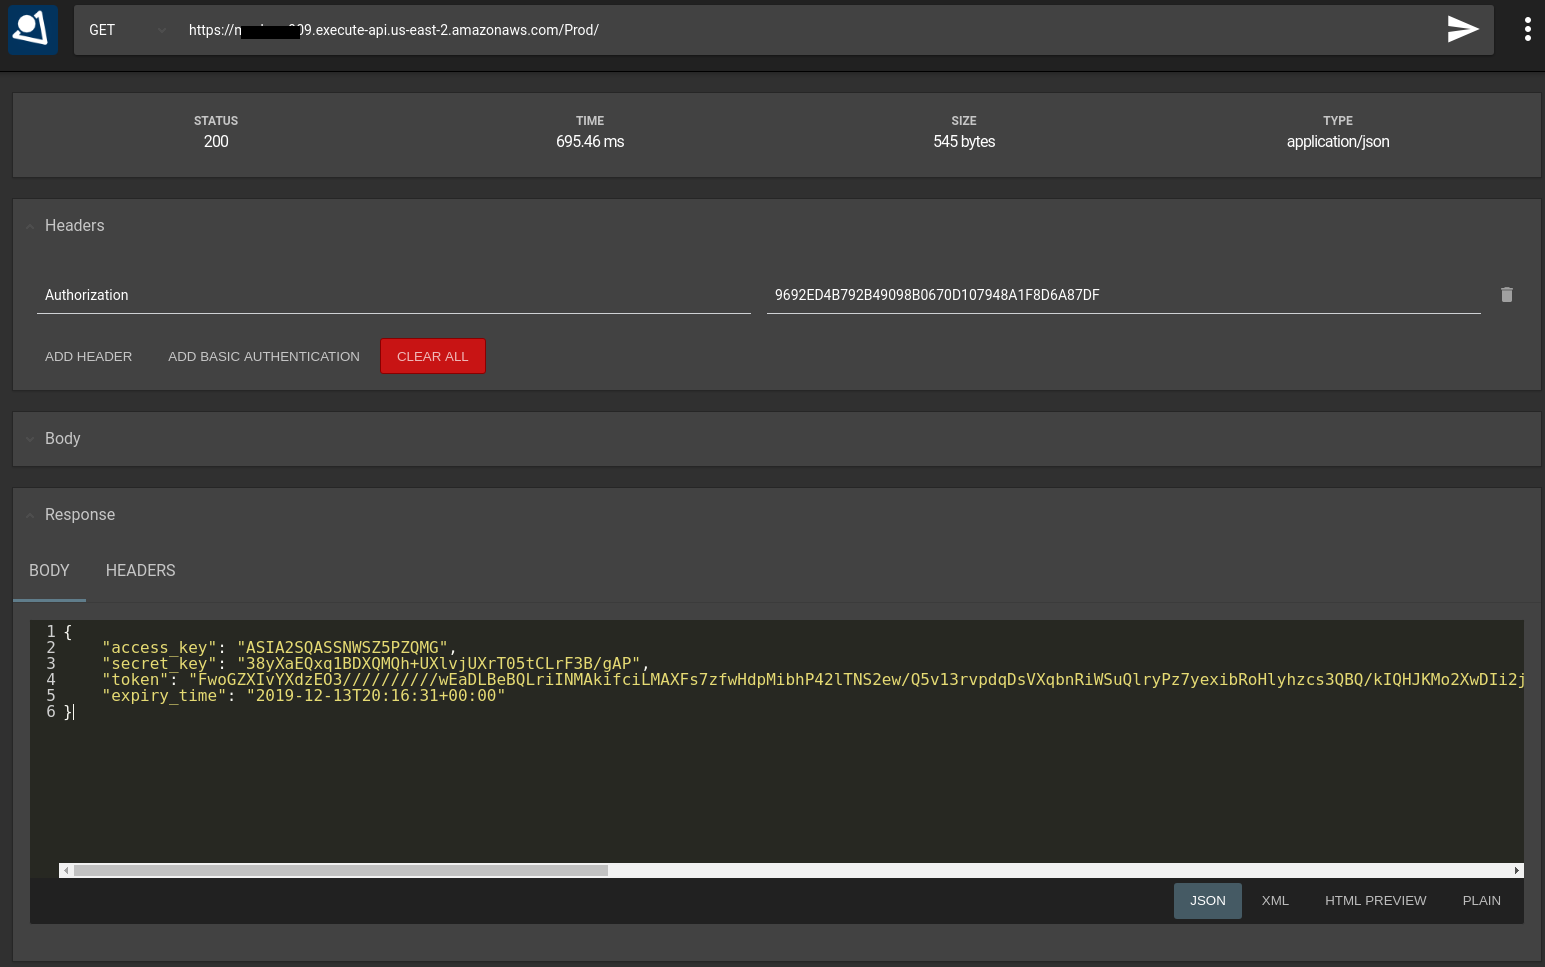 GET
https://n 09.execute-api.us-east-2.amazonaws.com/Prod/
STATUS TIME SIZE TYPE
200 695.46 ms 545 bytes application/json
Headers
Authorization 9692ED4B792B49098B0670D107948A1F8D6A87DF
ADD HEADER ADD BASIC AUTHENTICATION CLEAR ALL
Body
Response
BODY HEADERS
1 {
2 "access_key": "ASIA2SQASSNWSZ5PZQMG",
3 "secret_key": "38yXaEQxq1BDXQMQh+UXlvjUXrT05tCLrF3B/gAP",
4 "token": "FwoGZXIvYXdzEO3//////////wEaDLBeBQLriINMAkifciLMAXFs7zfwHdpMibhP42lTNS2ew/Q5v13rvpdqDsVXqbnRiWSuQlryPz7yexibRoHlyhzcs3QBQ/kIQHJKMo2XwDIi2j
5 "expiry_time": "2019-12-13T20:16:31+00:00"
6 }
JSON XML HTML PREVIEW PLAIN